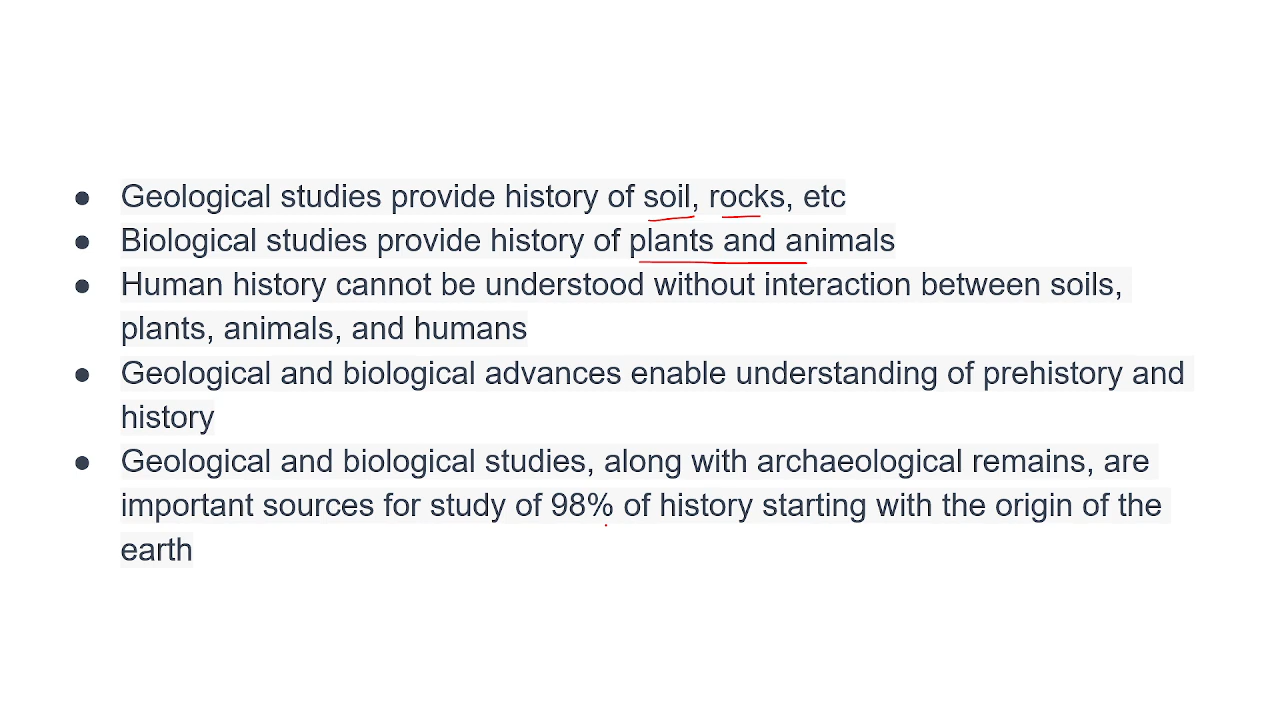 ● Geological studies provide history of soil, rocks, etc
● Biological studies provide history of plants and animals
● Human history cannot be understood without interaction between soils,
plants, animals, and humans
● Geological and biological advances enable understanding of prehistory and
history
● Geological and biological studies, along with archaeological remains, are
important sources for study of 98% of history starting with the origin of the
earth